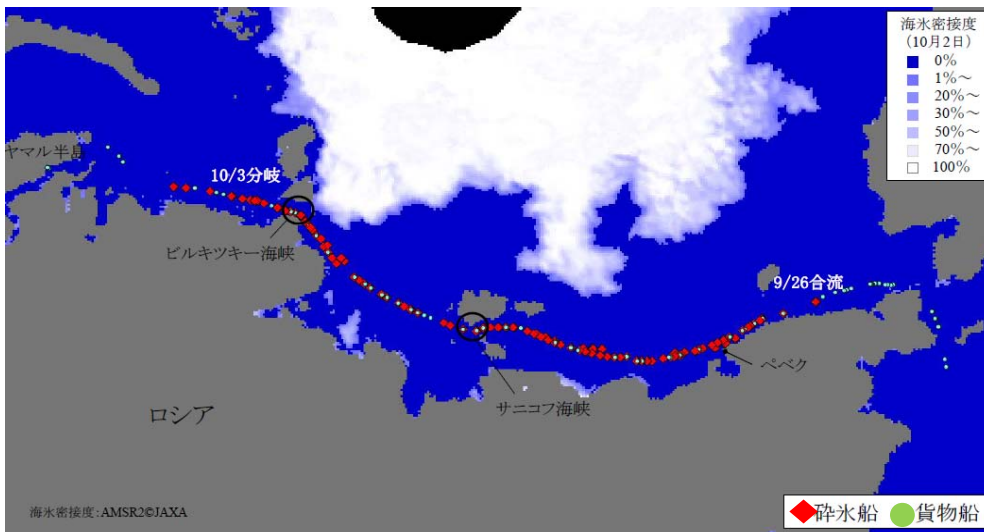 海氷密接度
（10月2日）
0%
1%～
20%～
30%～
50%～
70%～
100%
ヤマル半島
10/3分岐
ビルキツキー海峡
9/26合流
ペベク
サニコフ海峡
ロシア
海氷密接度：AMSR2©JAXA
砕氷船 貨物船